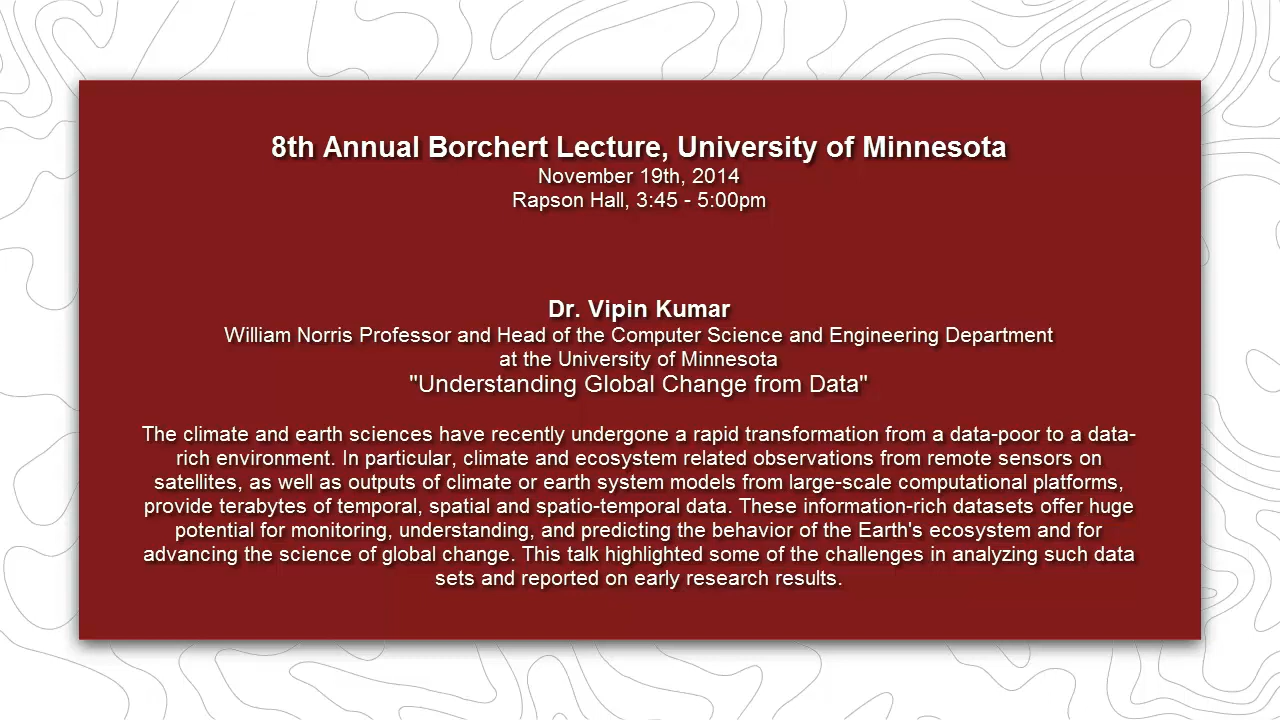 8th Annual Borchert Lecture, University of Minnesota
November 19th, 2014
Rapson Hall, 3:45 - 5:00pm
Dr. Vipin Kumar
William Norris Professor and Head of the Computer Science and Engineering Department
at the University of Minnesota
"Understanding Global Change from Data"
The climate and earth sciences have recently undergone a rapid transformation from a data-poor to a data-
rich environment. In particular, climate and ecosystem related observations from remote sensors on
satellites, as well as outputs of climate or earth system models from large-scale computational platforms,
provide terabytes of temporal, spatial and spatio-temporal data. These information-rich datasets offer huge
potential for monitoring, understanding, and predicting the behavior of the Earth's ecosystem and for
advancing the science of global change. This talk highlighted some of the challenges in analyzing such data
sets and reported on early research results.